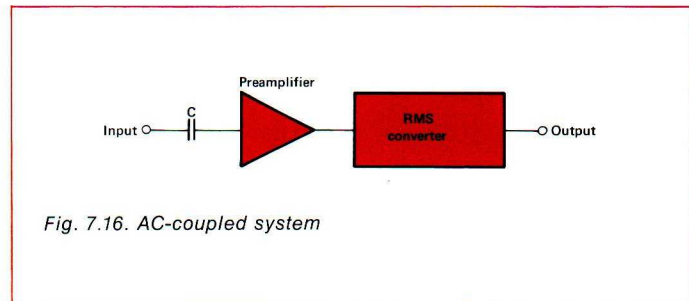 Preamplifier
C
Input
RMS
converter
Output
Fig. 7.16. AC-coupled system